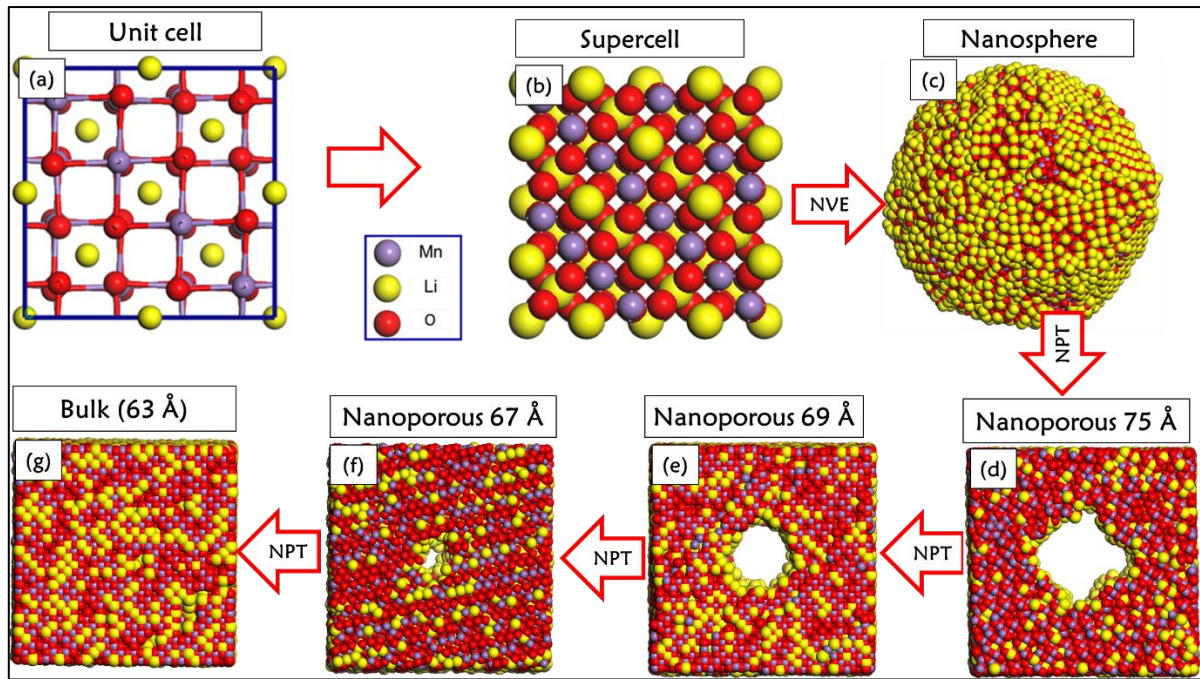 Unit cell
(a)
Supercell
(b)
Nanosphere
(c)
Mn
Li
O
NVE
NPT
Bulk (63 Å)
(g)
Nanoporous 67 Å
(f)
Nanoporous 69 Å
(e)
Nanoporous 75 Å
(d)
NPT
NPT
NPT